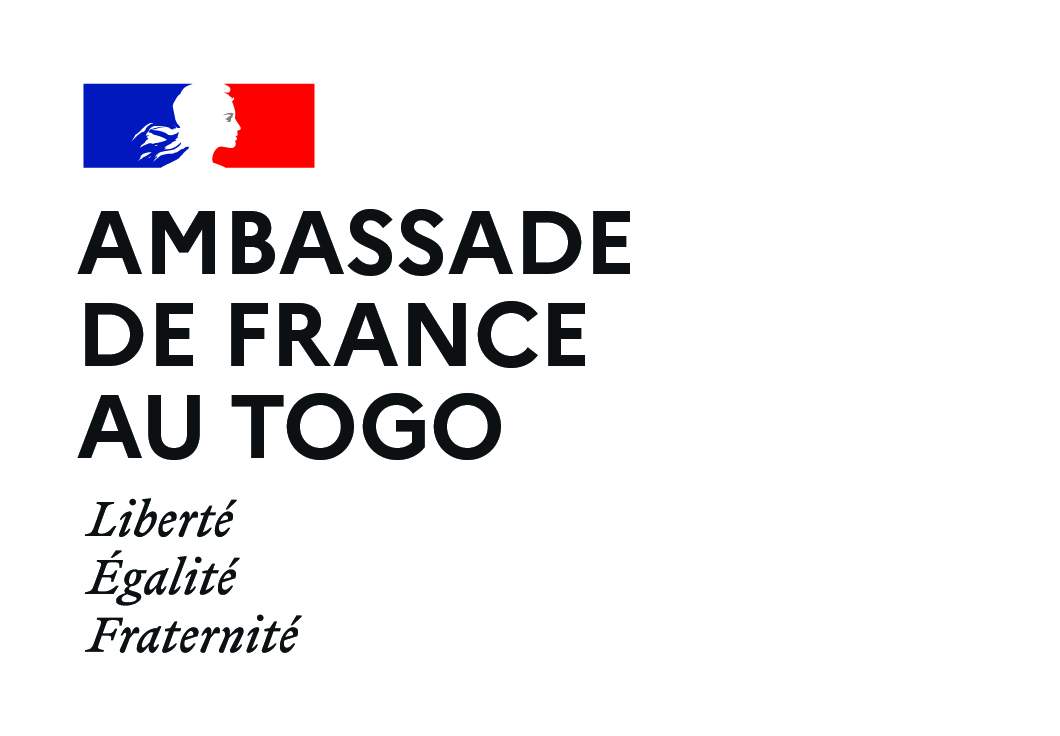 AMBASSADE
DE FRANCE
AU TOGO
Liberté
Égalité
Fraternité